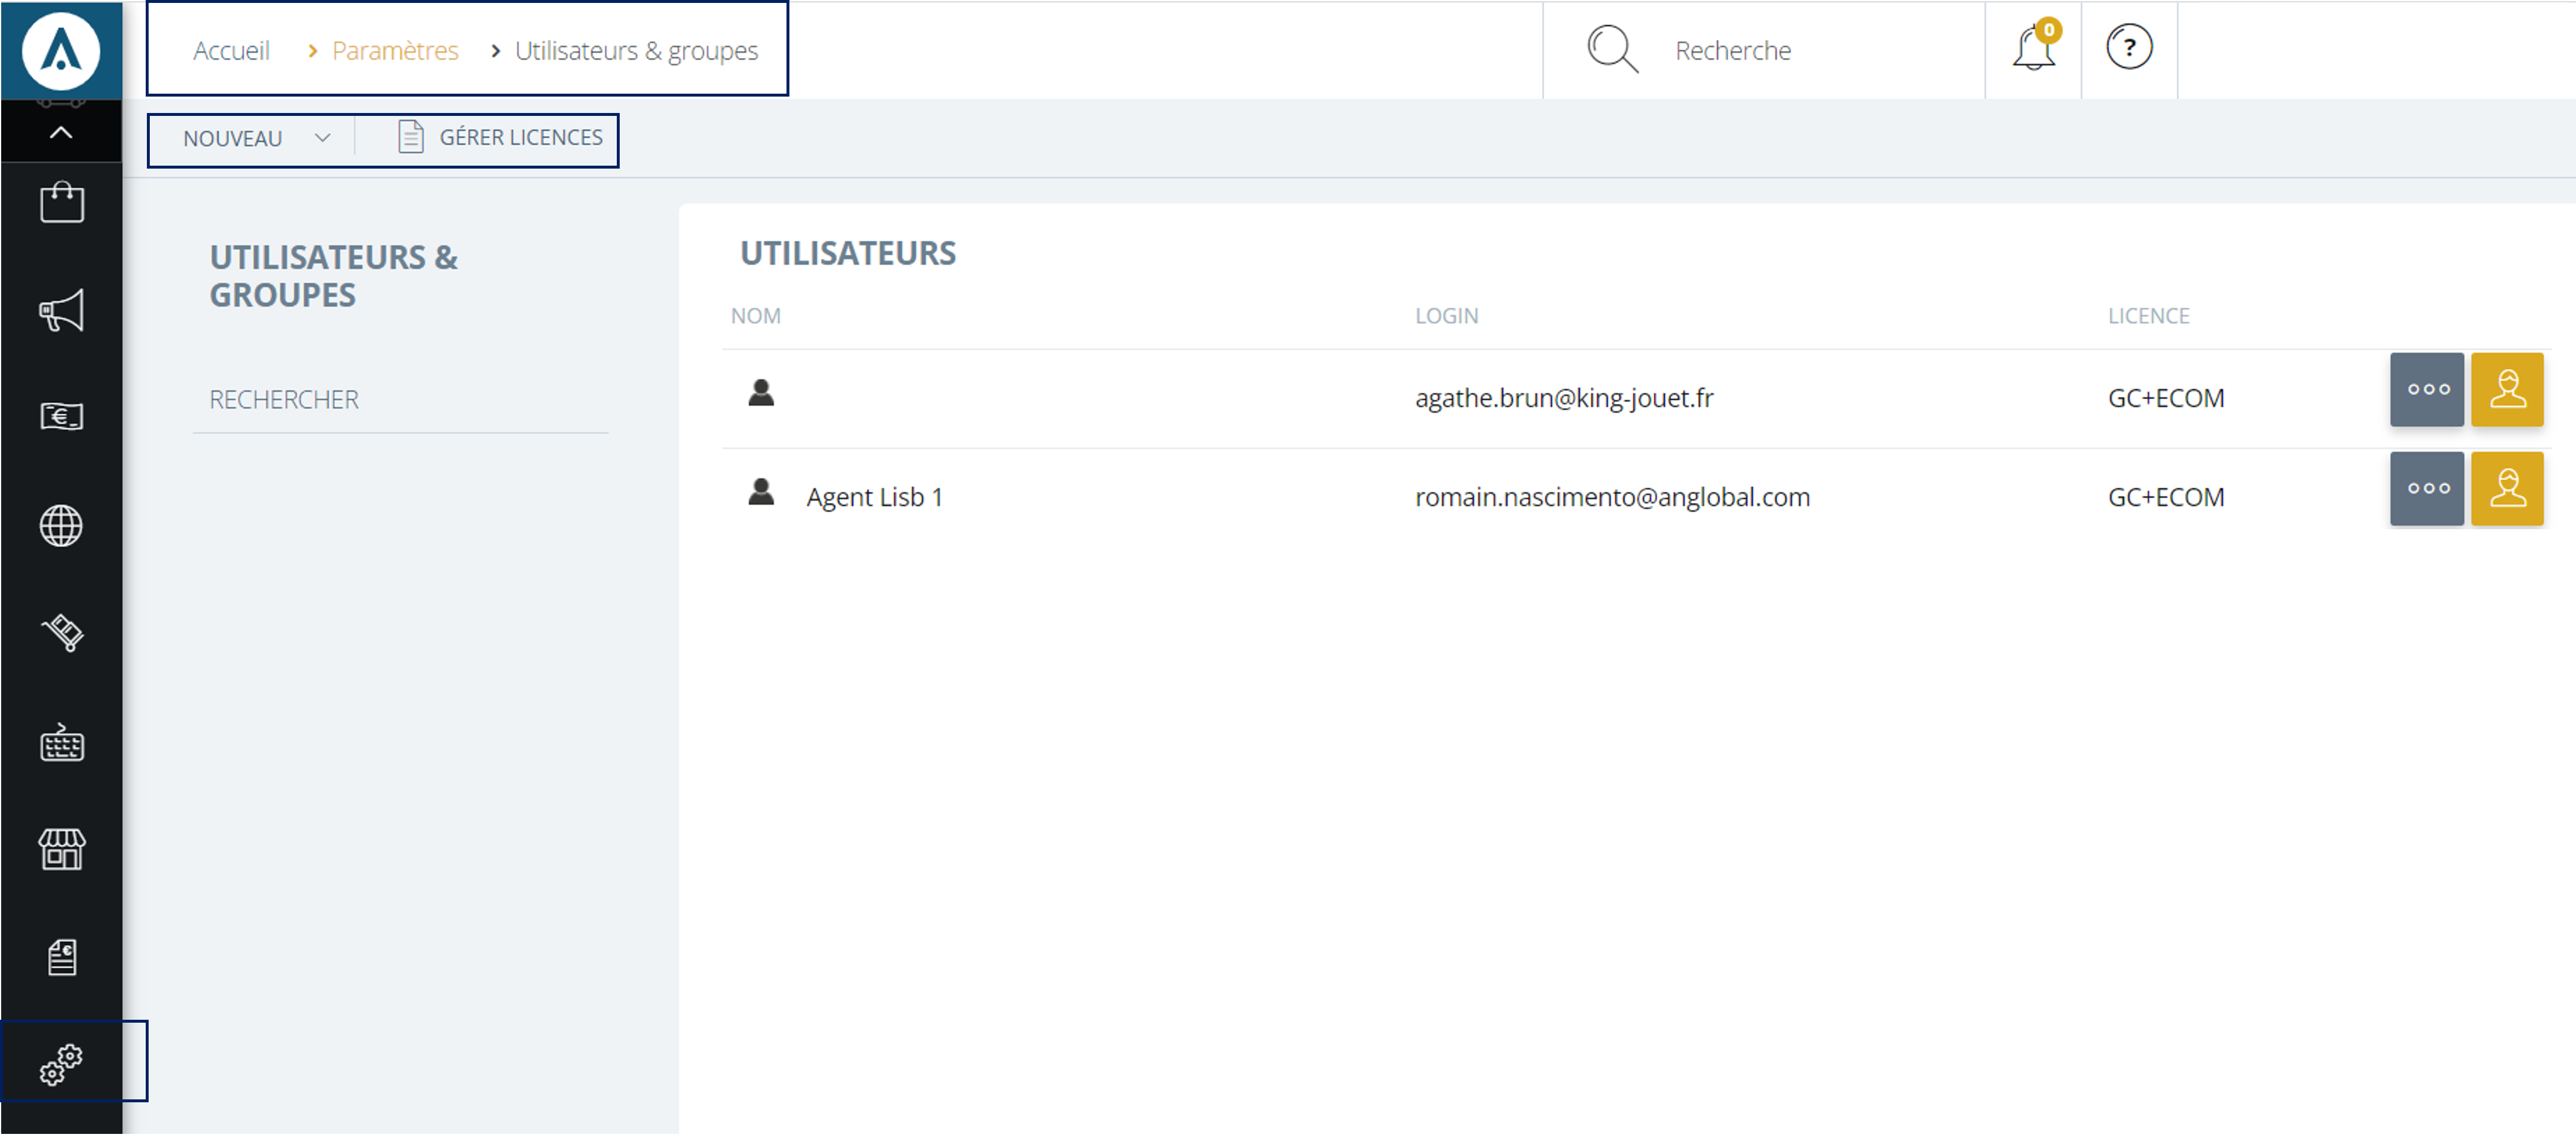 Accueil > Paramètres > Utilisateurs & groupes
Recherche
0
?
NOUVEAU
GÉRER LICENCES
UTILISATEURS &
GROUPES
RECHERCHER
UTILISATEURS
NOM LOGIN LICENCE
agathe.brun@king-jouet.fr GC+ECOM
Agent Lisb 1 romain.nascimento@anglobal.com GC+ECOM